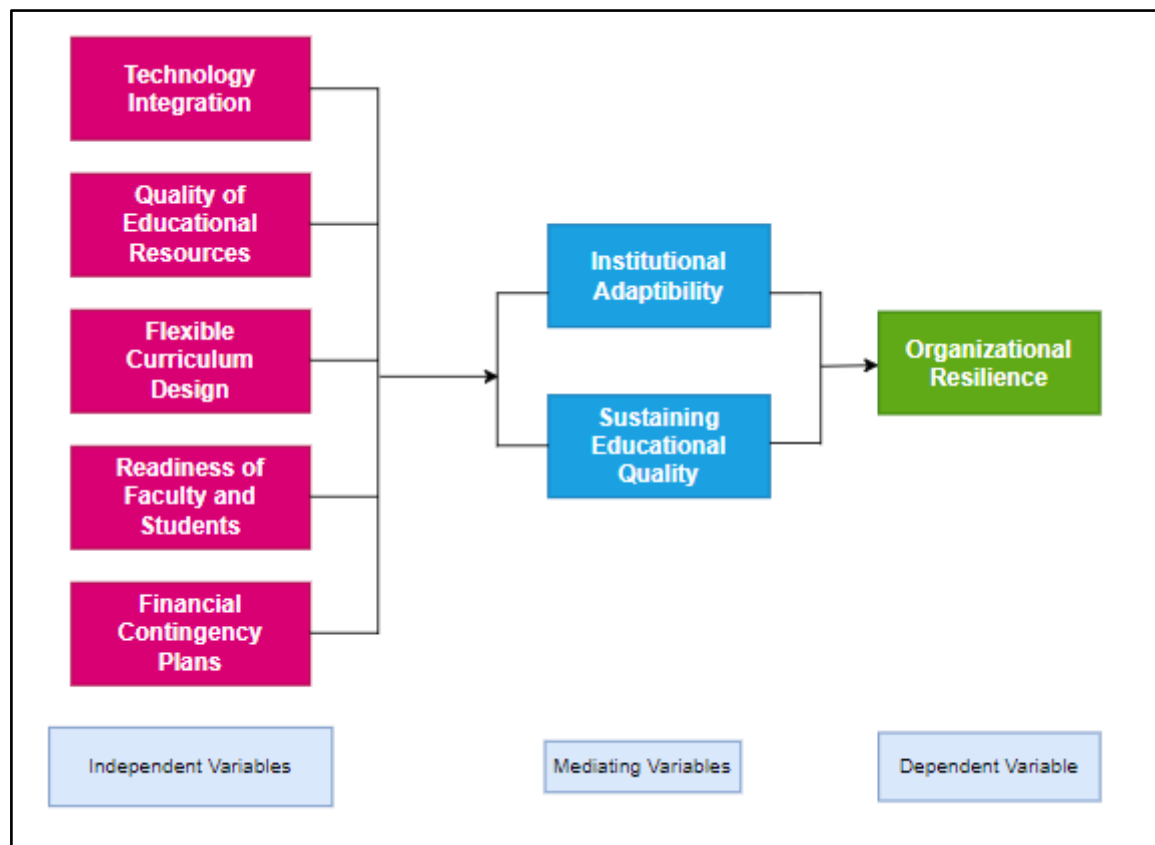 Technology
Integration
Quality of
Educational
Resources
Flexible
Curriculum
Design
Readiness of
Faculty and
Students
Financial
Contingency
Plans
Institutional
Adaptibility
Sustaining
Educational
Quality
Organizational
Resilience
Independent Variables
Mediating Variables
Dependent Variable